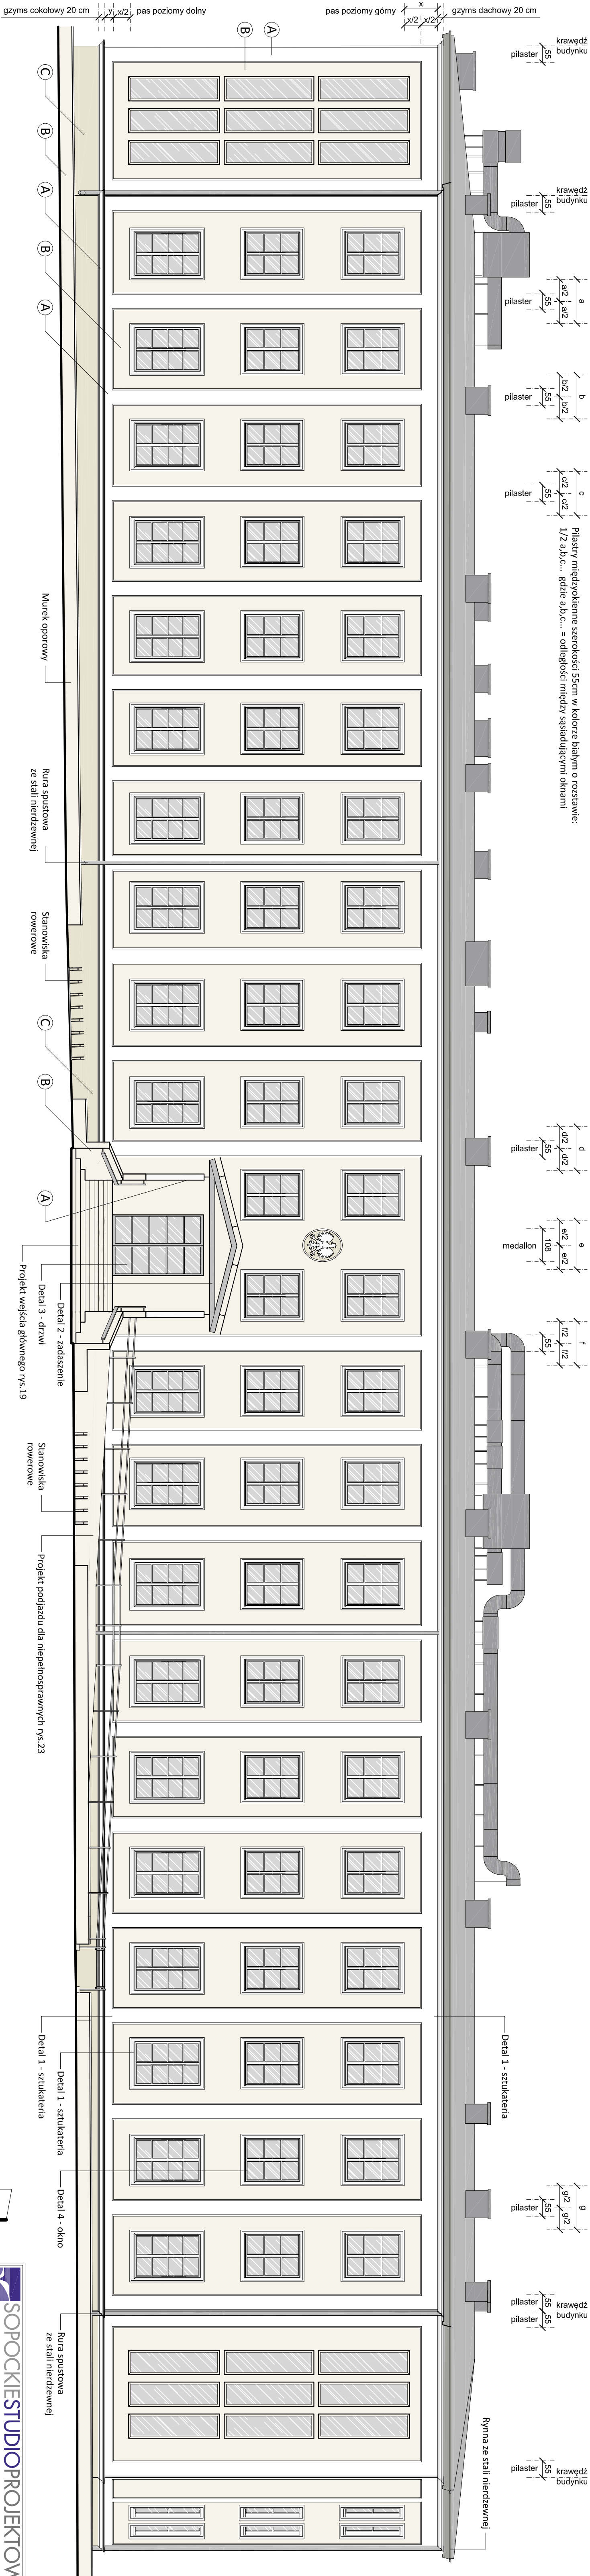 gzyms dachowy 20 cm
x
x/2
x/2
pas poziomy górny
pas poziomy dolny
x/2
y
gzyms cokołowy 20 cm
krawędź
budynku
55
pilaster
krawędź
budynku
55
pilaster
a
a/2
a/2
55
pilaster
b
b/2
b/2
55
pilaster
c
c/2
c/2
55
pilaster
Pilastry międzyokienne szerokości 55cm w kolorze białym o rozstawie:
1/2 a,b,c... gdzie a,b,c... = odległości między sąsiadującymi oknami
d
d/2
d/2
55
pilaster
e
e/2
e/2
108
medalion
f
f/2
f/2
55
pilaster
g
g/2
g/2
55
pilaster
krawędź
budynku
55
55
pilaster
pilaster
krawędź
budynku
55
pilaster
Detal 1 - sztukateria
Rynna ze stali nierdzewnej
A
B
C
B
A
B
A
Murek oporowy
Rura spustowa
ze stali nierdzewnej
Stanowiska
rowerowe
C
B
A
Projekt wejścia głównego rys.19
Detal 3 - drzwi
Detal 2 - zadaszenie
Stanowiska
rowerowe
Projekt podjazdu dla niepełnosprawnych rys.23
Detal 1 - sztukateria
Detal 1 - sztukateria
Detal 4 - okno
Rura spustowa
ze stali nierdzewnej
SOPOCKIESTUDIOPROJEKTOW